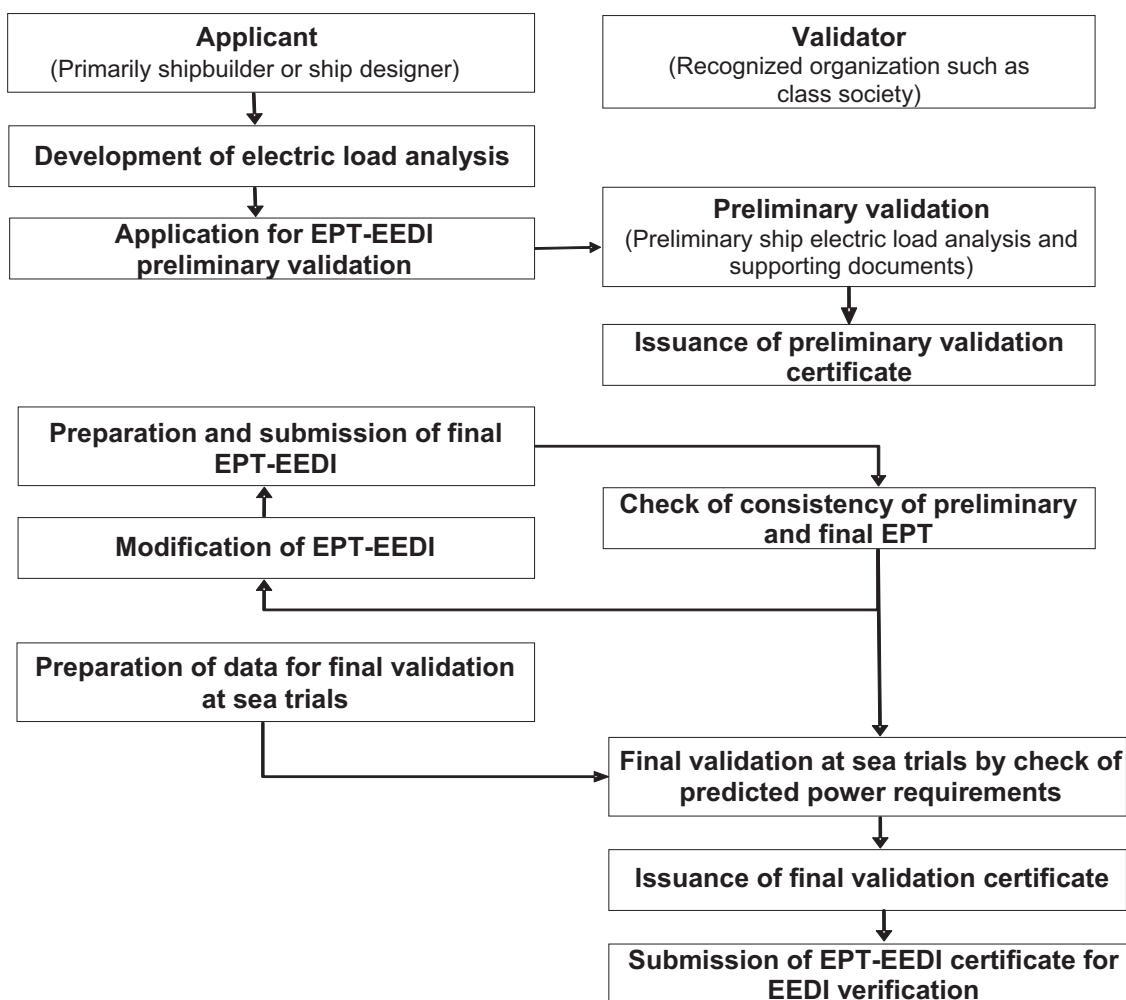 Applicant
(Primarily shipbuilder or ship designer)
Validator
(Recognized organization such as
class society)
Development of electric load analysis
Application for EPT-EEDI
preliminary validation
Preliminary validation
(Preliminary ship electric load analysis and
supporting documents)
Issuance of preliminary validation
certificate
Preparation and submission of final
EPT-EEDI
Check of consistency of preliminary
and final EPT
Modification of EPT-EEDI
Preparation of data for final validation
at sea trials
Final validation at sea trials by check of
predicted power requirements
Issuance of final validation certificate
Submission of EPT-EEDI certificate for
EEDI verification